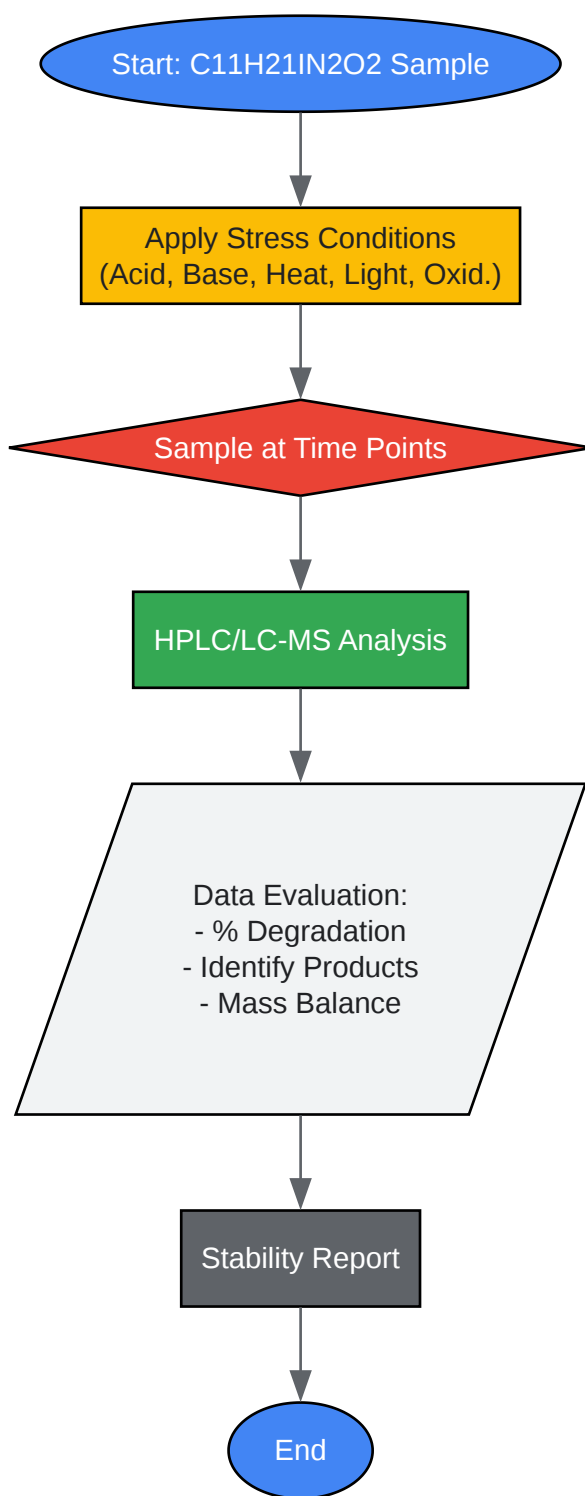 Start: C11H21IN2O2 Sample
Apply Stress Conditions
(Acid, Base, Heat, Light, Oxid.)
Sample at Time Points
HPLC/LC-MS Analysis
Data Evaluation:
- % Degradation
- Identify Products
- Mass Balance
Stability Report
End